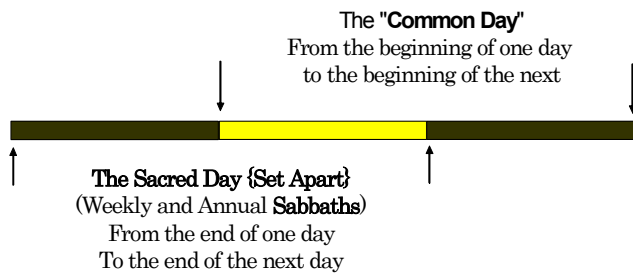 The "Common Day"
From the beginning of one day
to the beginning of the next
The Sacred Day {Set Apart}
(Weekly and Annual Sabbaths)
From the end of one day
To the end of the next day